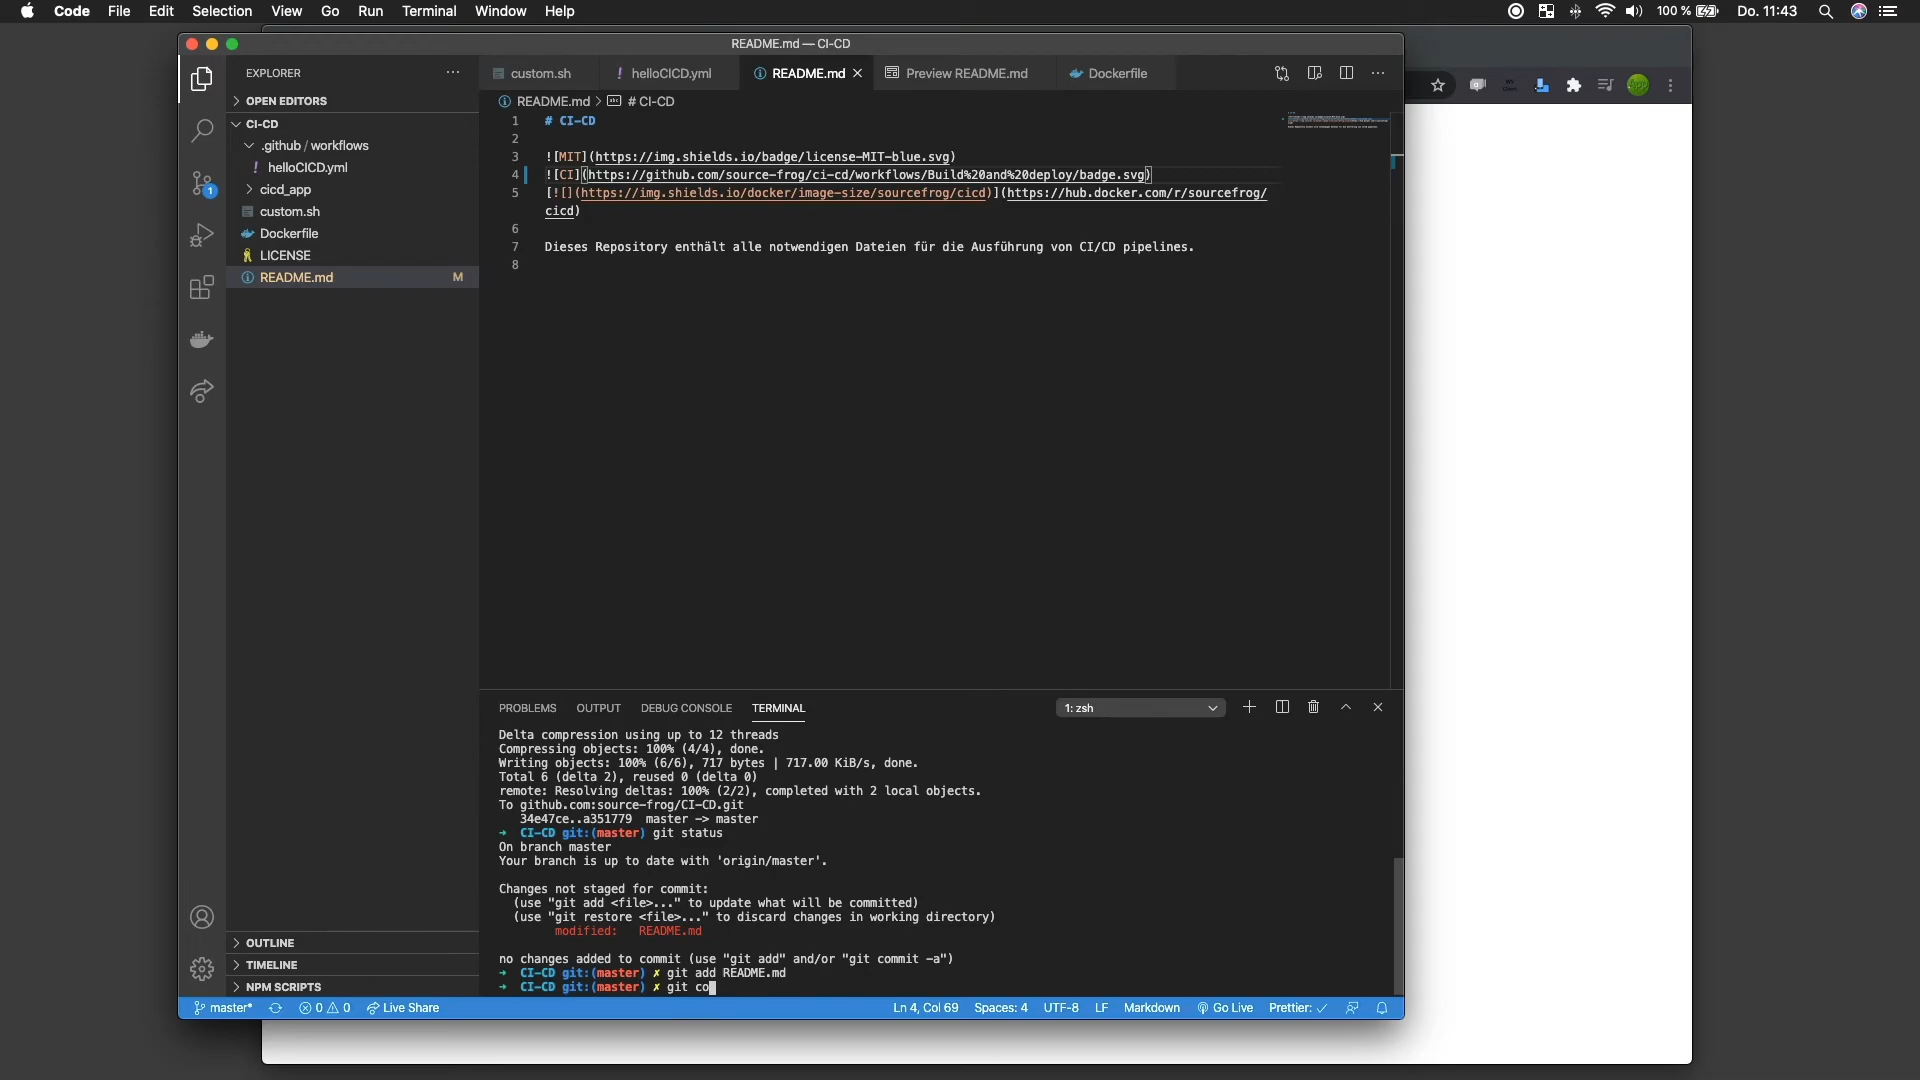 Code File Edit Selection View Go Run Terminal Window Help
100 % Do. 11:43
README.md — CI-CD
EXPLORER
OPEN EDITORS
CI-CD
.github / workflows
helloCICD.yml
cicd_app
custom.sh
Dockerfile
LICENSE
README.md M
1
OUTLINE
TIMELINE
NPM SCRIPTS
custom.sh helloCICD.yml README.md Preview README.md Dockerfile
README.md > # CI-CD
1 # CI-CD
2
3 ![MIT](https://img.shields.io/badge/license-MIT-blue.svg)
4 ![CI](https://github.com/source-frog/ci-cd/workflows/Build%20and%20deploy/badge.svg)
5 [![](https://img.shields.io/docker/image-size/sourcefrog/cicd)](https://hub.docker.com/r/sourcefrog/
cicd)
6
7 Dieses Repository enthält alle notwendigen Dateien für die Ausführung von CI/CD pipelines.
8
PROBLEMS OUTPUT DEBUG CONSOLE TERMINAL 1: zsh
Delta compression using up to 12 threads
Compressing objects: 100% (4/4), done.
Writing objects: 100% (6/6), 717 bytes | 717.00 KiB/s, done.
Total 6 (delta 2), reused 0 (delta 0)
remote: Resolving deltas: 100% (2/2), completed with 2 local objects.
To github.com:source-frog/CI-CD.git
34e47ce..a351779 master -> master
➜ CI-CD git:(master) git status
On branch master
Your branch is up to date with 'origin/master'.
Changes not staged for commit:
(use "git add <file>..." to update what will be committed)
(use "git restore <file>..." to discard changes in working directory)
modified: README.md
no changes added to commit (use "git add" and/or "git commit -a")
➜ CI-CD git:(master) ✗ git add README.md
➜ CI-CD git:(master) ✗ git co
master* 0 0 Live Share Ln 4, Col 69 Spaces: 4 UTF-8 LF Markdown Go Live Prettier: ✓